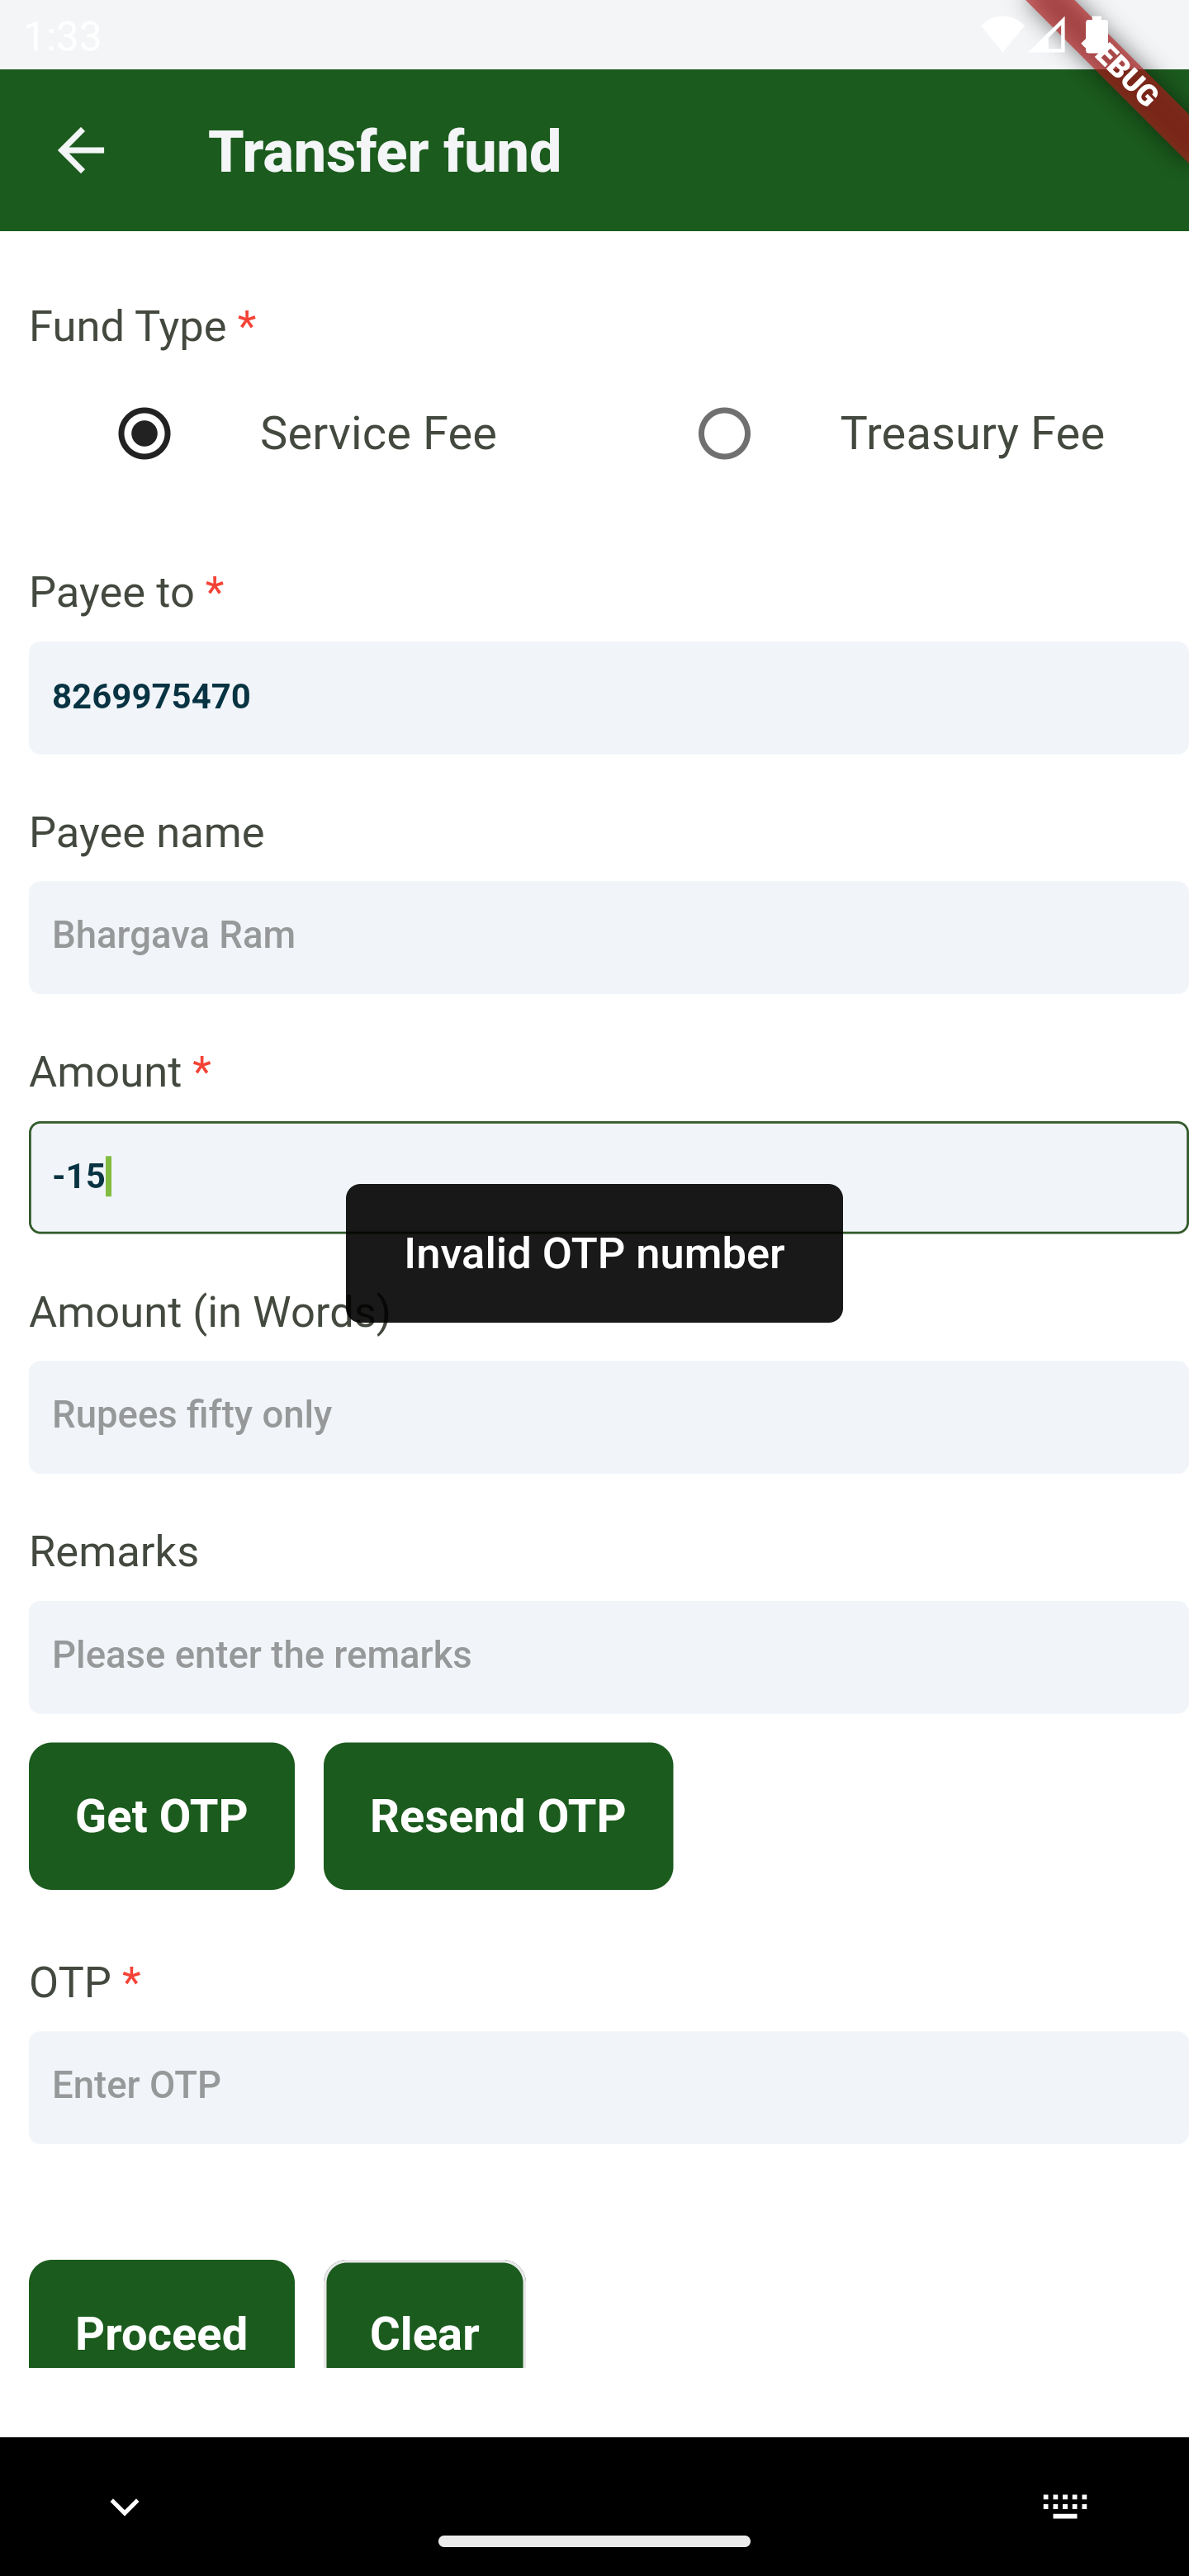 1:33
EBUG
Transfer fund
Fund Type *
Service Fee Treasury Fee
Payee to *
8269975470
Payee name
Bhargava Ram
Amount *
-15
Invalid OTP number
Amount (in Words)
Rupees fifty only
Remarks
Please enter the remarks
Get OTP Resend OTP
OTP *
Enter OTP
Proceed Clear